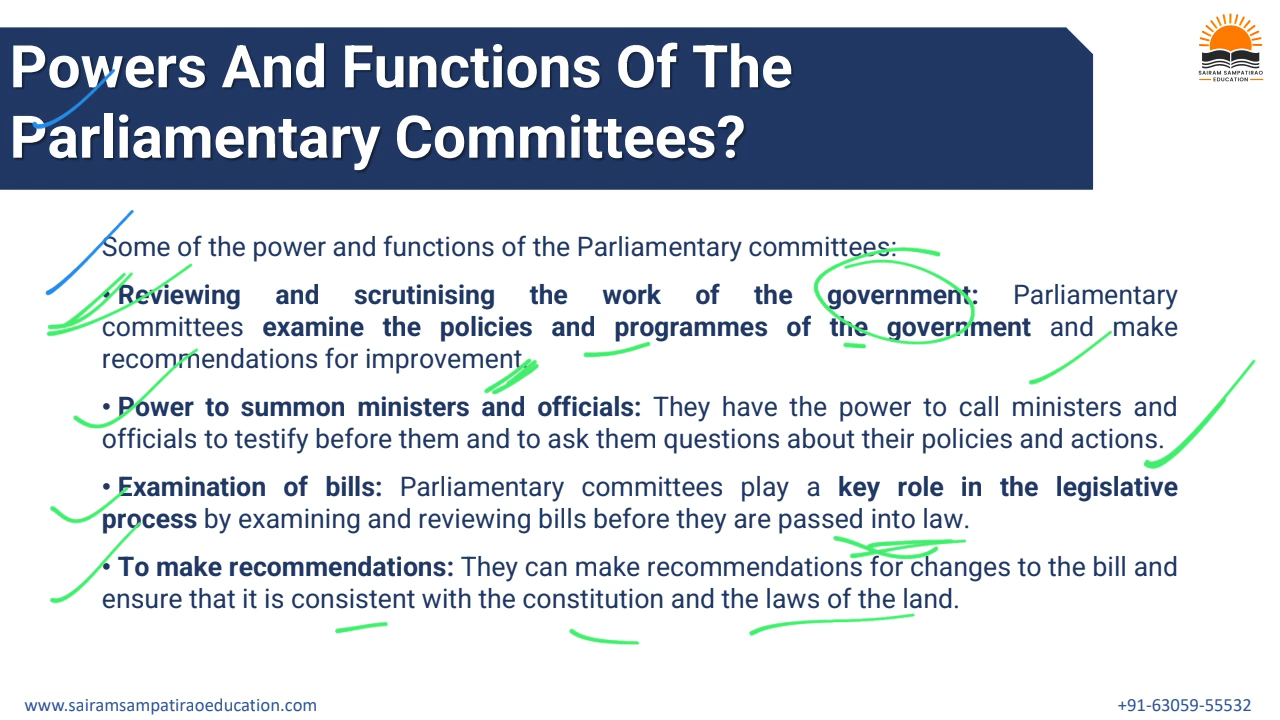 Powers And Functions Of The
Parliamentary Committees?
SAIRAM SAMPATIRAO
EDUCATION
Some of the power and functions of the Parliamentary committees:
• Reviewing and scrutinising the work of the government: Parliamentary
committees examine the policies and programmes of the government and make
recommendations for improvement.
• Power to summon ministers and officials: They have the power to call ministers and
officials to testify before them and to ask them questions about their policies and actions.
• Examination of bills: Parliamentary committees play a key role in the legislative
process by examining and reviewing bills before they are passed into law.
• To make recommendations: They can make recommendations for changes to the bill and
ensure that it is consistent with the constitution and the laws of the land.
www.sairamsampatiraoeducation.com
+91-63059-55532